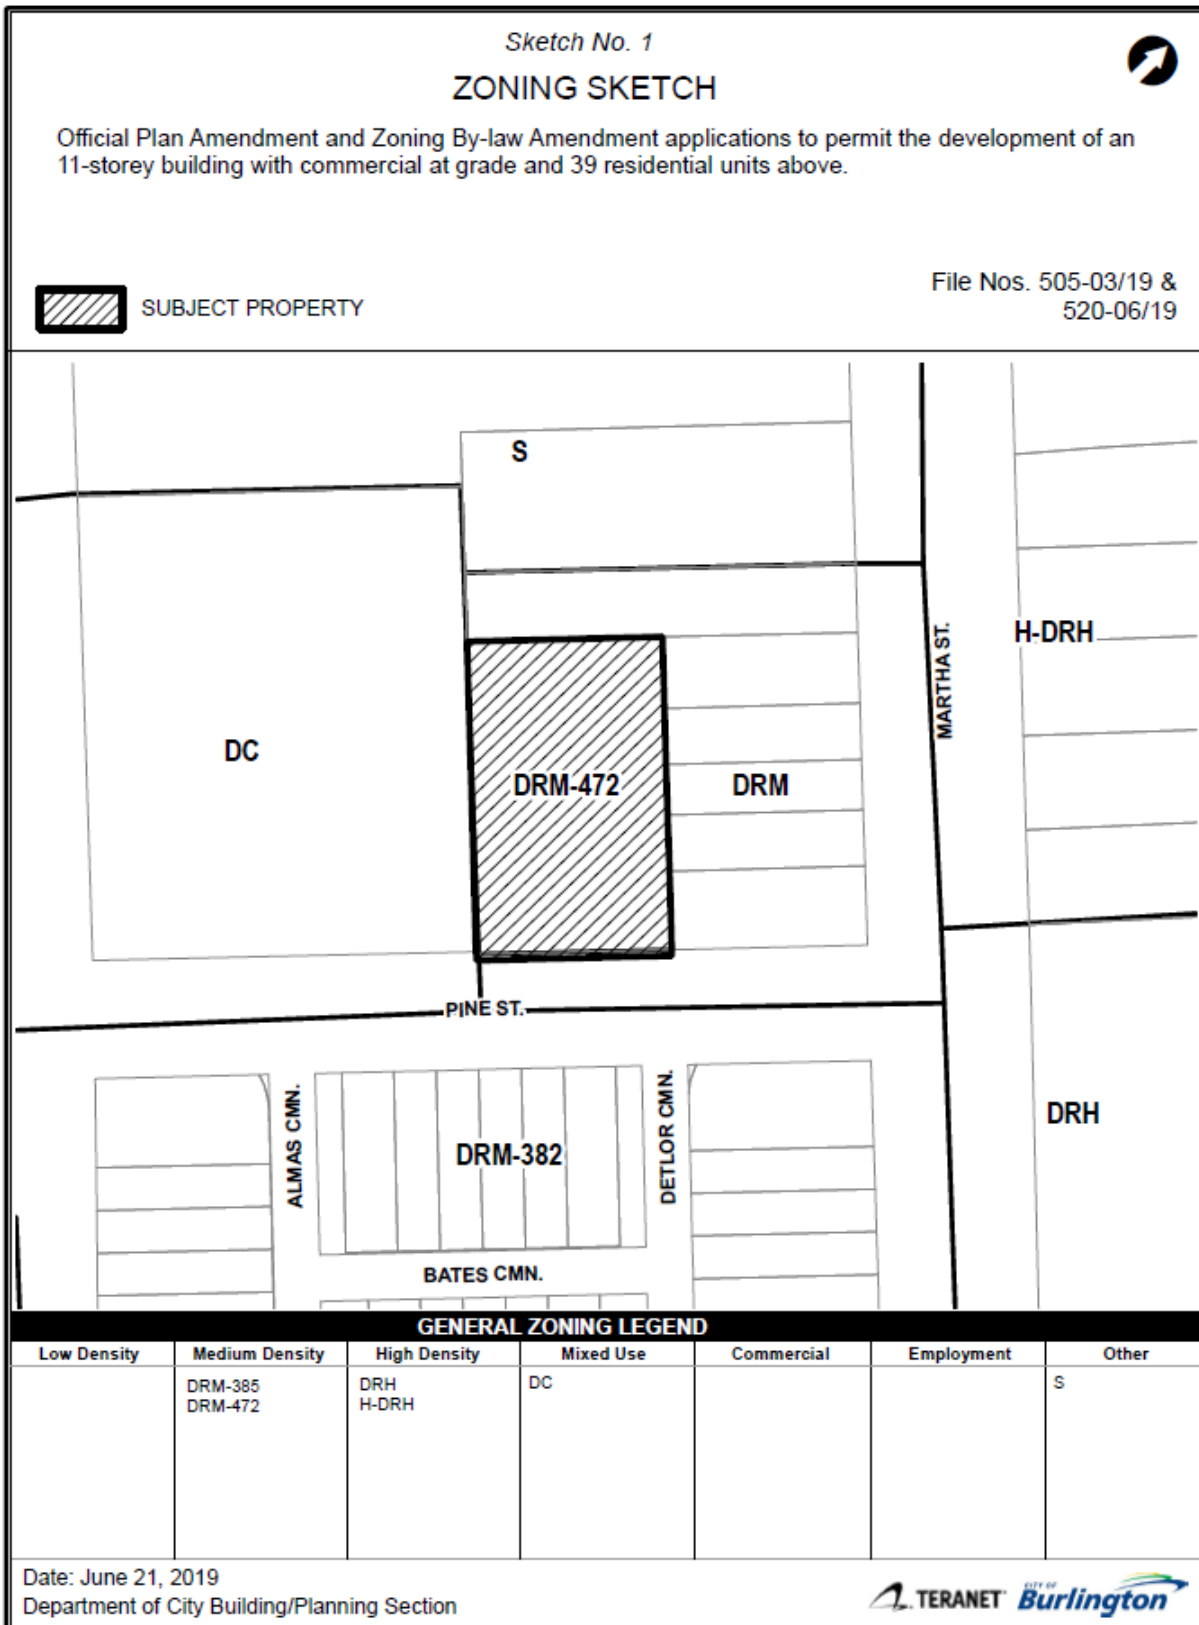 Sketch No. 1
ZONING SKETCH
Official Plan Amendment and Zoning By-law Amendment applications to permit the development of an
11-storey building with commercial at grade and 39 residential units above.
SUBJECT PROPERTY
File Nos. 505-03/19 &
520-06/19
S
H-DRH
MARTHA ST.
DC
DRM-472
DRM
PINE ST.
DRH
ALMAS CMN.
DRM-382
DETLOR CMN.
BATES CMN.
GENERAL ZONING LEGEND
Low Density Medium Density High Density Mixed Use Commercial Employment Other
DRM-385 DRH DC S
DRM-472 H-DRH
Date: June 21, 2019
Department of City Building/Planning Section
TERANET
CITY OF
Burlington